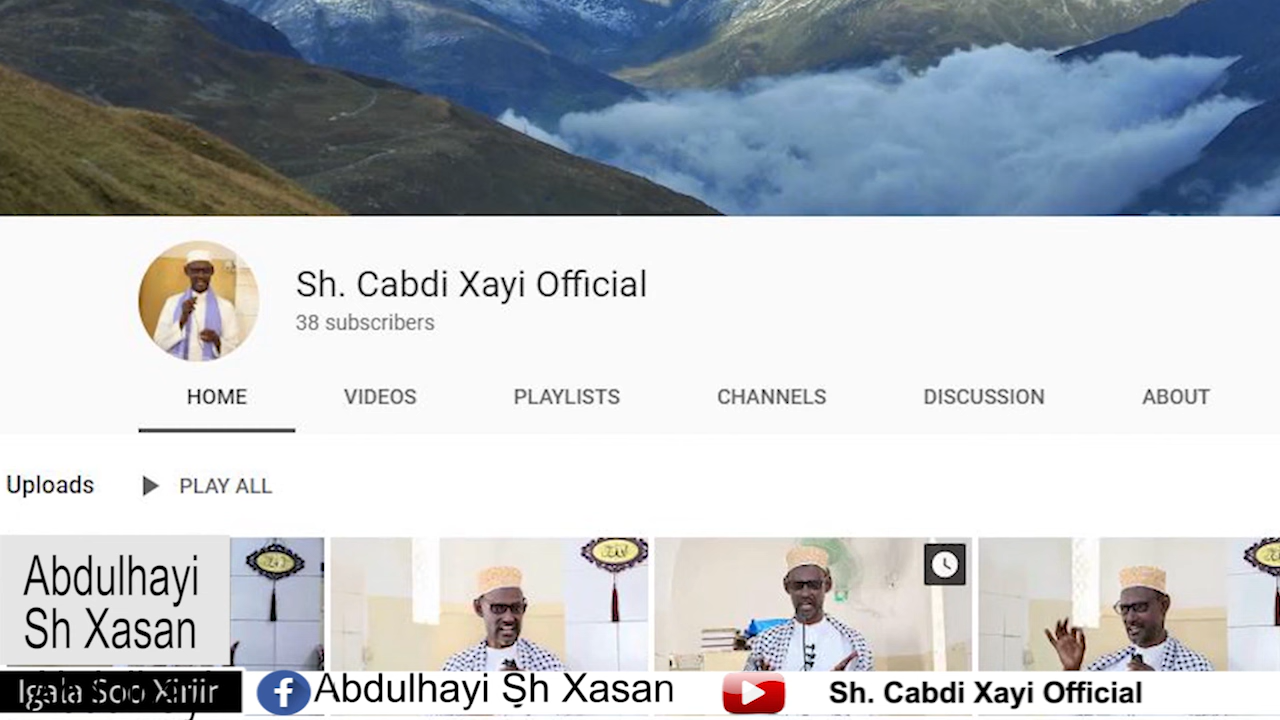 Sh. Cabdi Xayi Official
38 subscribers
HOME VIDEOS PLAYLISTS CHANNELS DISCUSSION ABOUT
Uploads PLAY ALL
Abdulhayi
Sh Xasan
Igala Soo Xiriir
Abdulhayi Sh Xasan
Sh. Cabdi Xayi Official